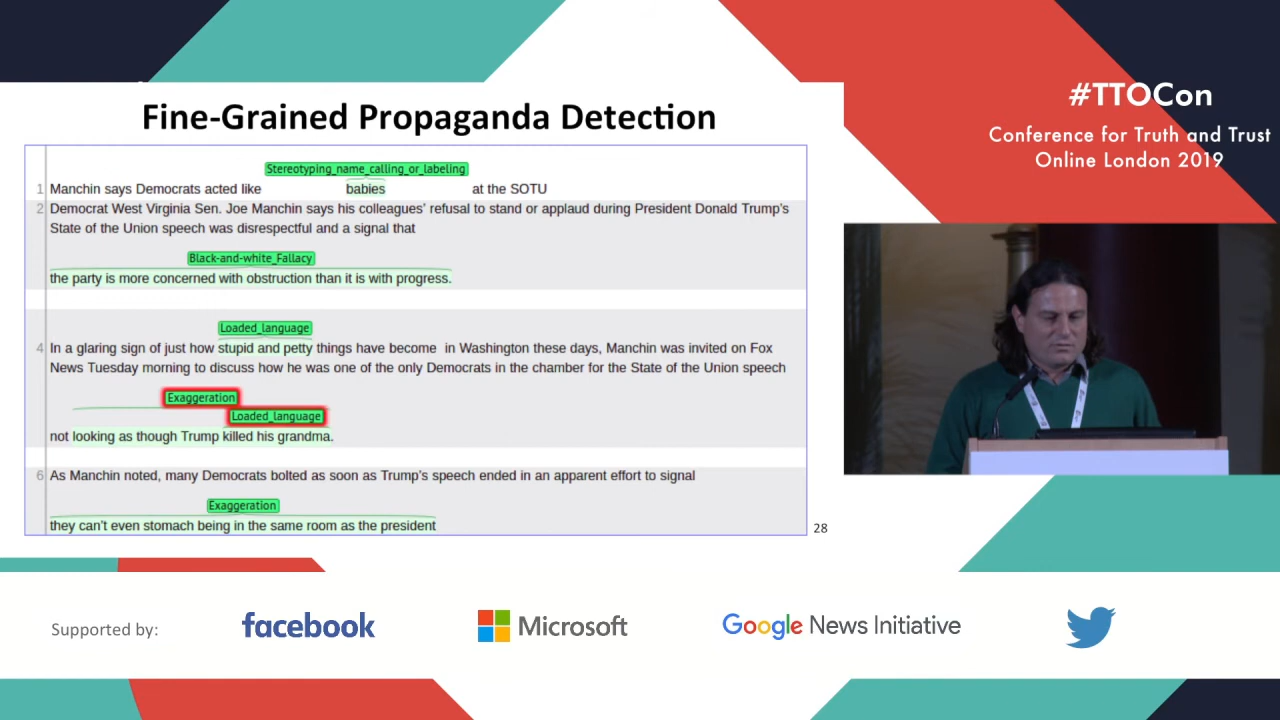 Fine-Grained Propaganda Detection
Stereotyping_name_calling_or_labeling
1 Manchin says Democrats acted like babies at the SOTU
2 Democrat West Virginia Sen. Joe Manchin says his colleagues' refusal to stand or applaud during President Donald Trump's
State of the Union speech was disrespectful and a signal that
Black-and-white_Fallacy
the party is more concerned with obstruction than it is with progress.
Loaded_language
4 In a glaring sign of just how stupid and petty things have become in Washington these days, Manchin was invited on Fox
News Tuesday morning to discuss how he was one of the only Democrats in the chamber for the State of the Union speech
Exaggeration
Loaded_language
not looking as though Trump killed his grandma.
6 As Manchin noted, many Democrats bolted as soon as Trump's speech ended in an apparent effort to signal
Exaggeration
they can't even stomach being in the same room as the president
28
#TTOCon
Conference for Truth and Trust
Online London 2019
Supported by:
facebook
Microsoft
Google News Initiative